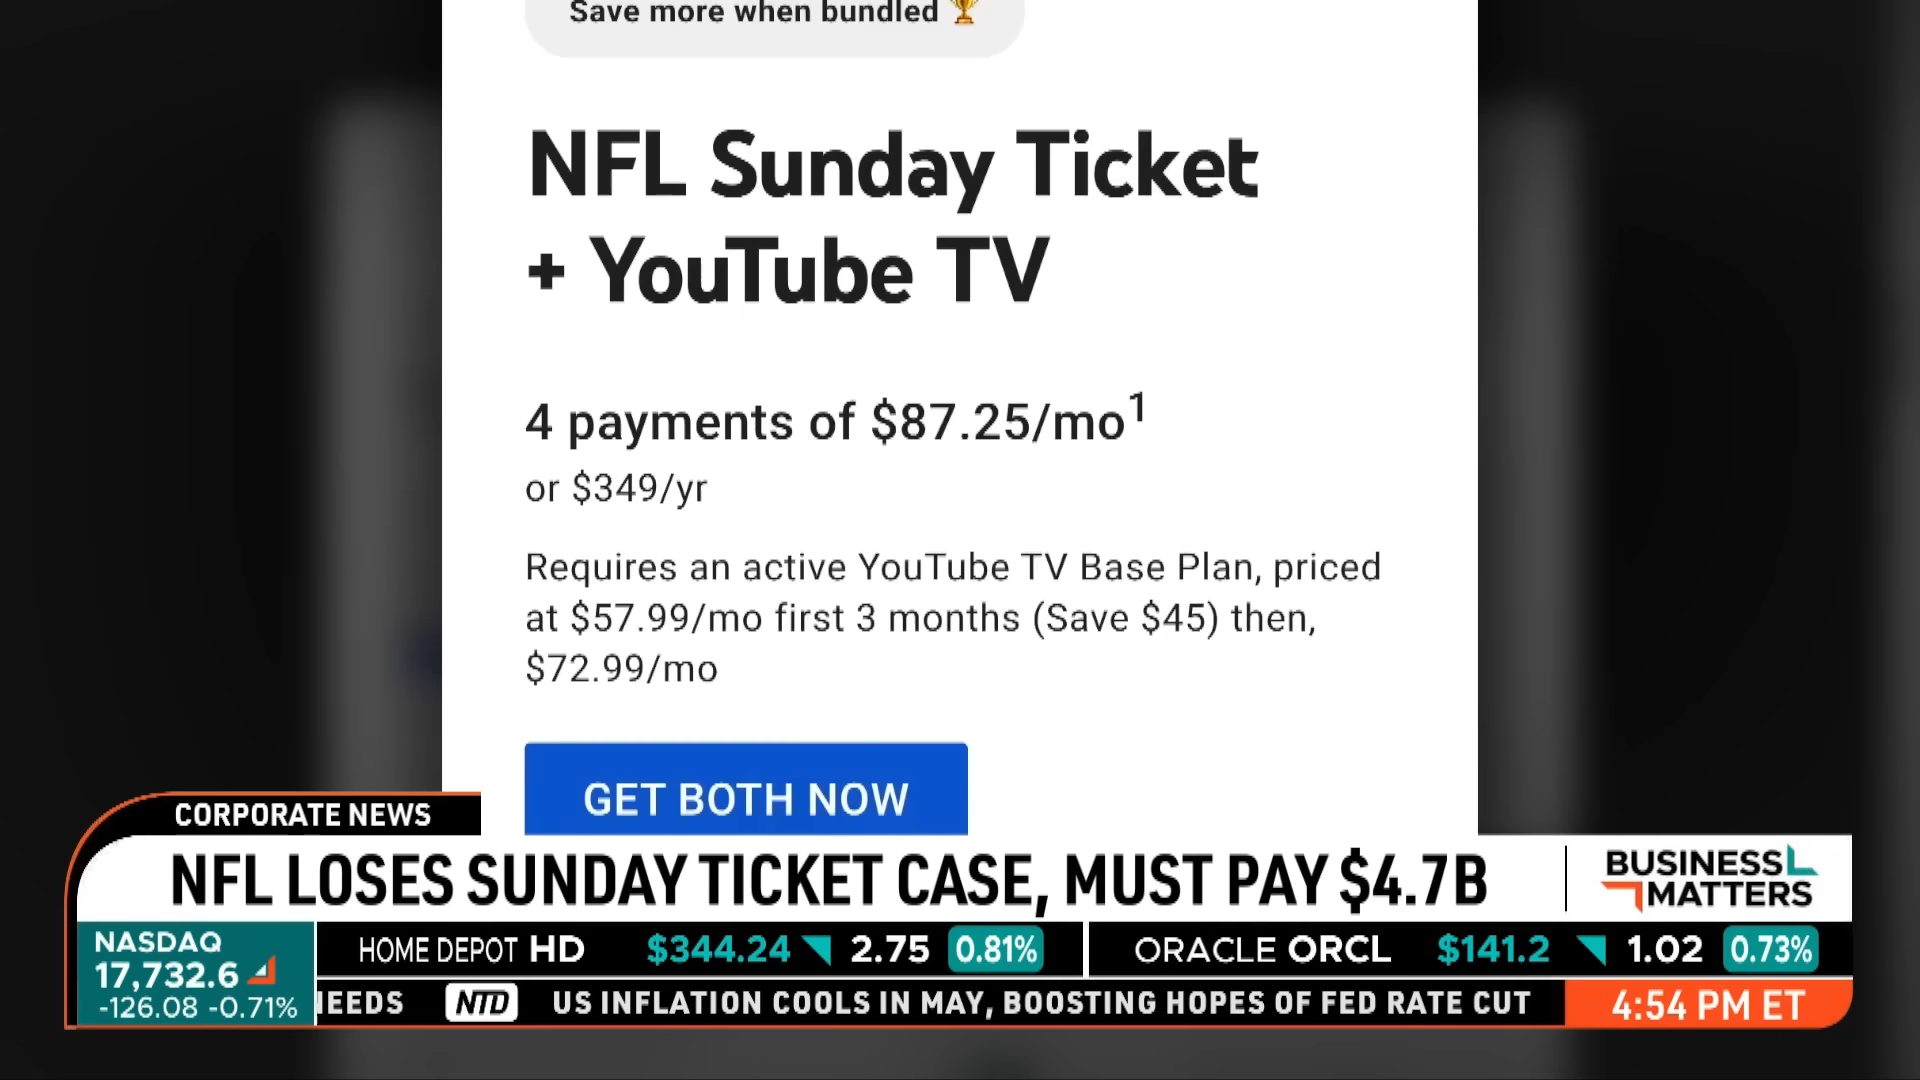 Save more when bundled
NFL Sunday Ticket
+ YouTube TV
4 payments of $87.25/mo1
or $349/yr
Requires an active YouTube TV Base Plan, priced
at $57.99/mo first 3 months (Save $45) then,
$72.99/mo
GET BOTH NOW
CORPORATE NEWS
NFL LOSES SUNDAY TICKET CASE, MUST PAY $4.7B
BUSINESS
MATTERS
NASDAQ
17,732.6
-126.08 -0.71%
HOME DEPOT HD $344.24 2.75 0.81%
ORACLE ORCL $141.2 1.02 0.73%
NTD US INFLATION COOLS IN MAY, BOOSTING HOPES OF FED RATE CUT
4:54 PM ET